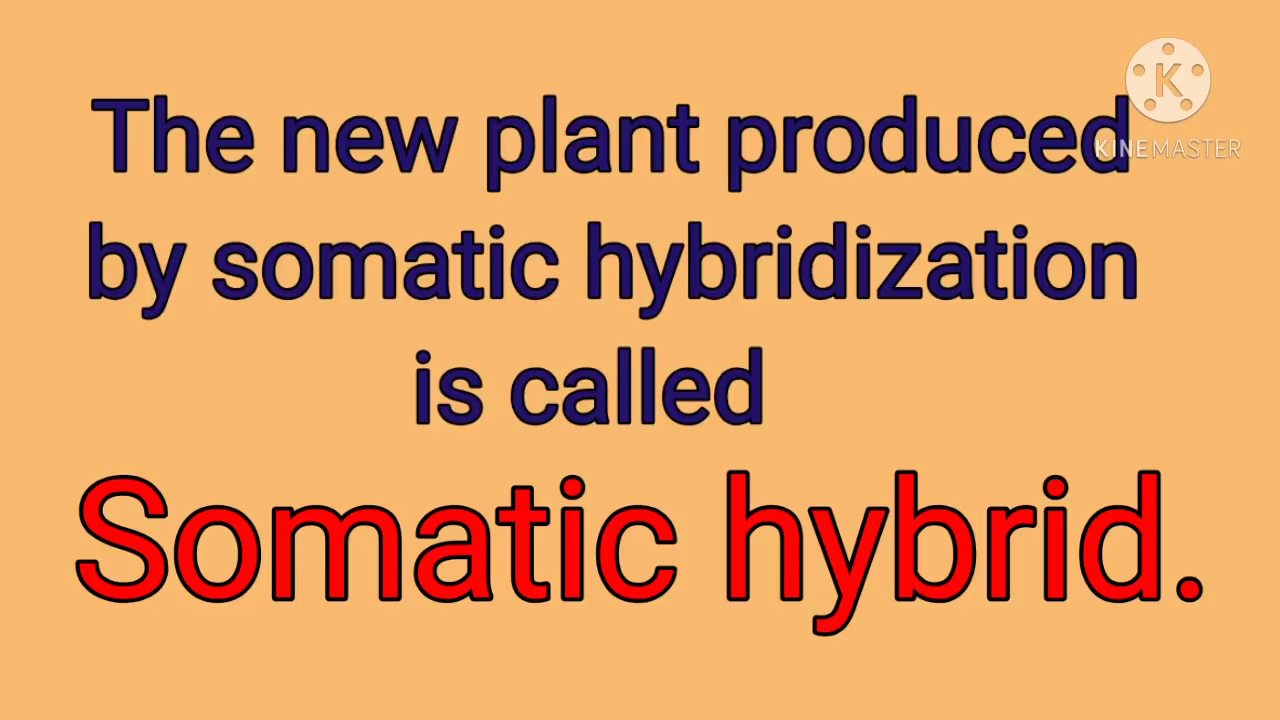 The new plant produced
by somatic hybridization
is called
Somatic hybrid.
K
KINEMASTER